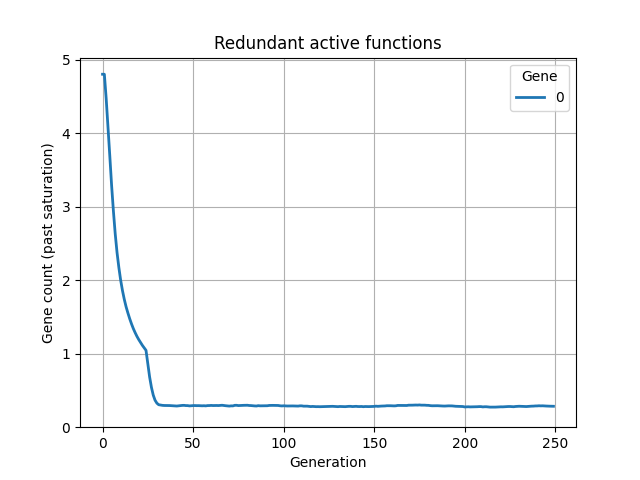 Redundant active functions
Gene count (past saturation)
5
4
3
2
1
0
Gene
0
0 50 100 150 200 250
Generation